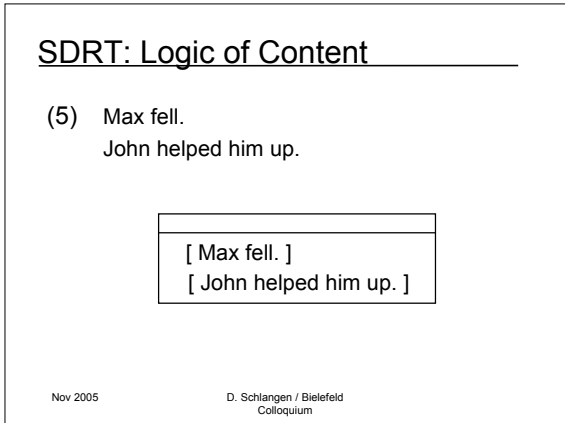 SDRT: Logic of Content
(5) Max fell.
John helped him up.
[ Max fell. ]
[ John helped him up. ]
Nov 2005
D. Schlangen / Bielefeld
Colloquium